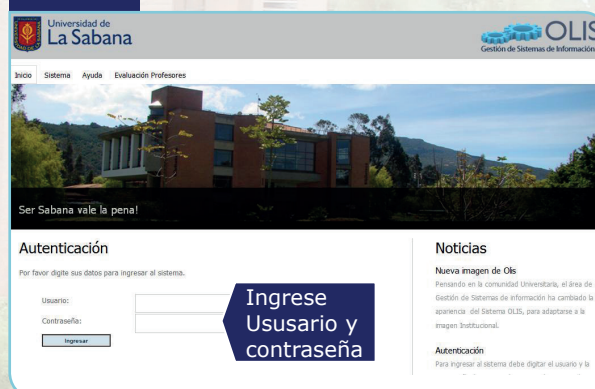 Universidad de
La Sabana
OLIS
Gestión de Sistemas de Información
Inicio Sistema Ayuda Evaluación Profesores
Ser Sabana vale la pena!
Autenticación
Por favor digite sus datos para ingresar al sistema.
Usuario:
Contraseña:
Ingresar
Ingrese
Ususario y
contraseña
Noticias
Nueva imagen de Olis
Pensando en la comunidad Universitaria, el área de
Gestión de Sistemas de información ha cambiado la
apariencia del Sistema OLIS, para adaptarse a la
imagen Institucional.
Autenticación
Para ingresar al sistema debe digitar el usuario y la